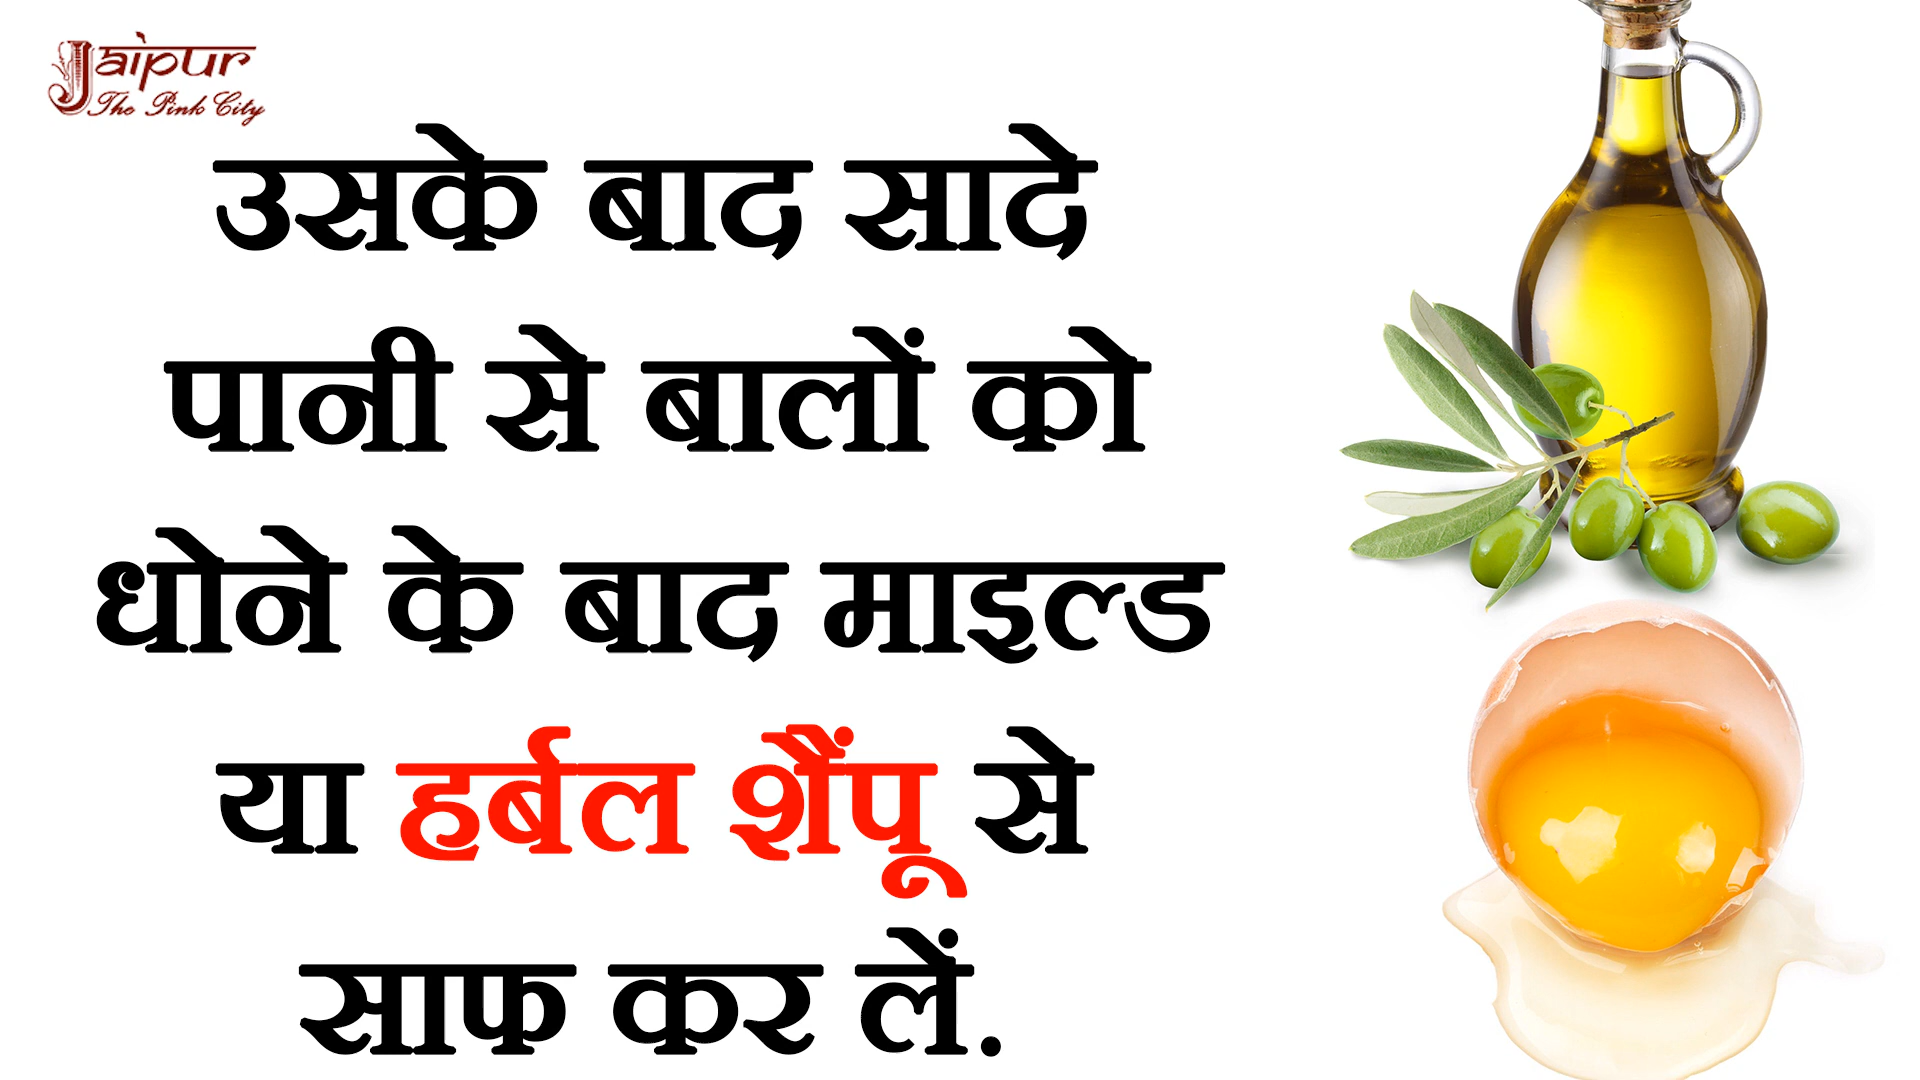 Jaipur
The Pink City
उसके बाद सादे
पानी से बालों को
धोने के बाद माइल्ड
या हर्बल शैंपू से
साफ कर लें.